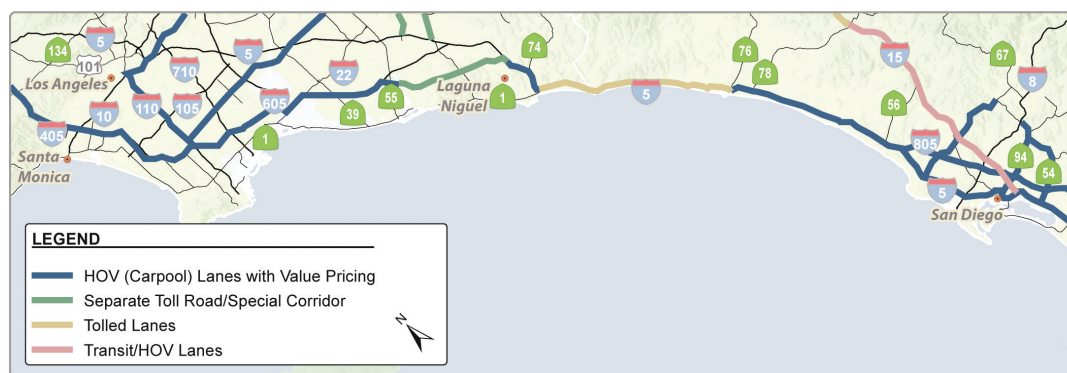 134
5
101
Los Angeles
710
5
22
10
110
105
605
405
Santa
Monica
1
39
55
Laguna
Niguel
1
74
5
76
78
15
67
8
56
805
94
54
5
San Diego
LEGEND
HOV (Carpool) Lanes with Value Pricing
Separate Toll Road/Special Corridor
Tolled Lanes
Transit/HOV Lanes
N